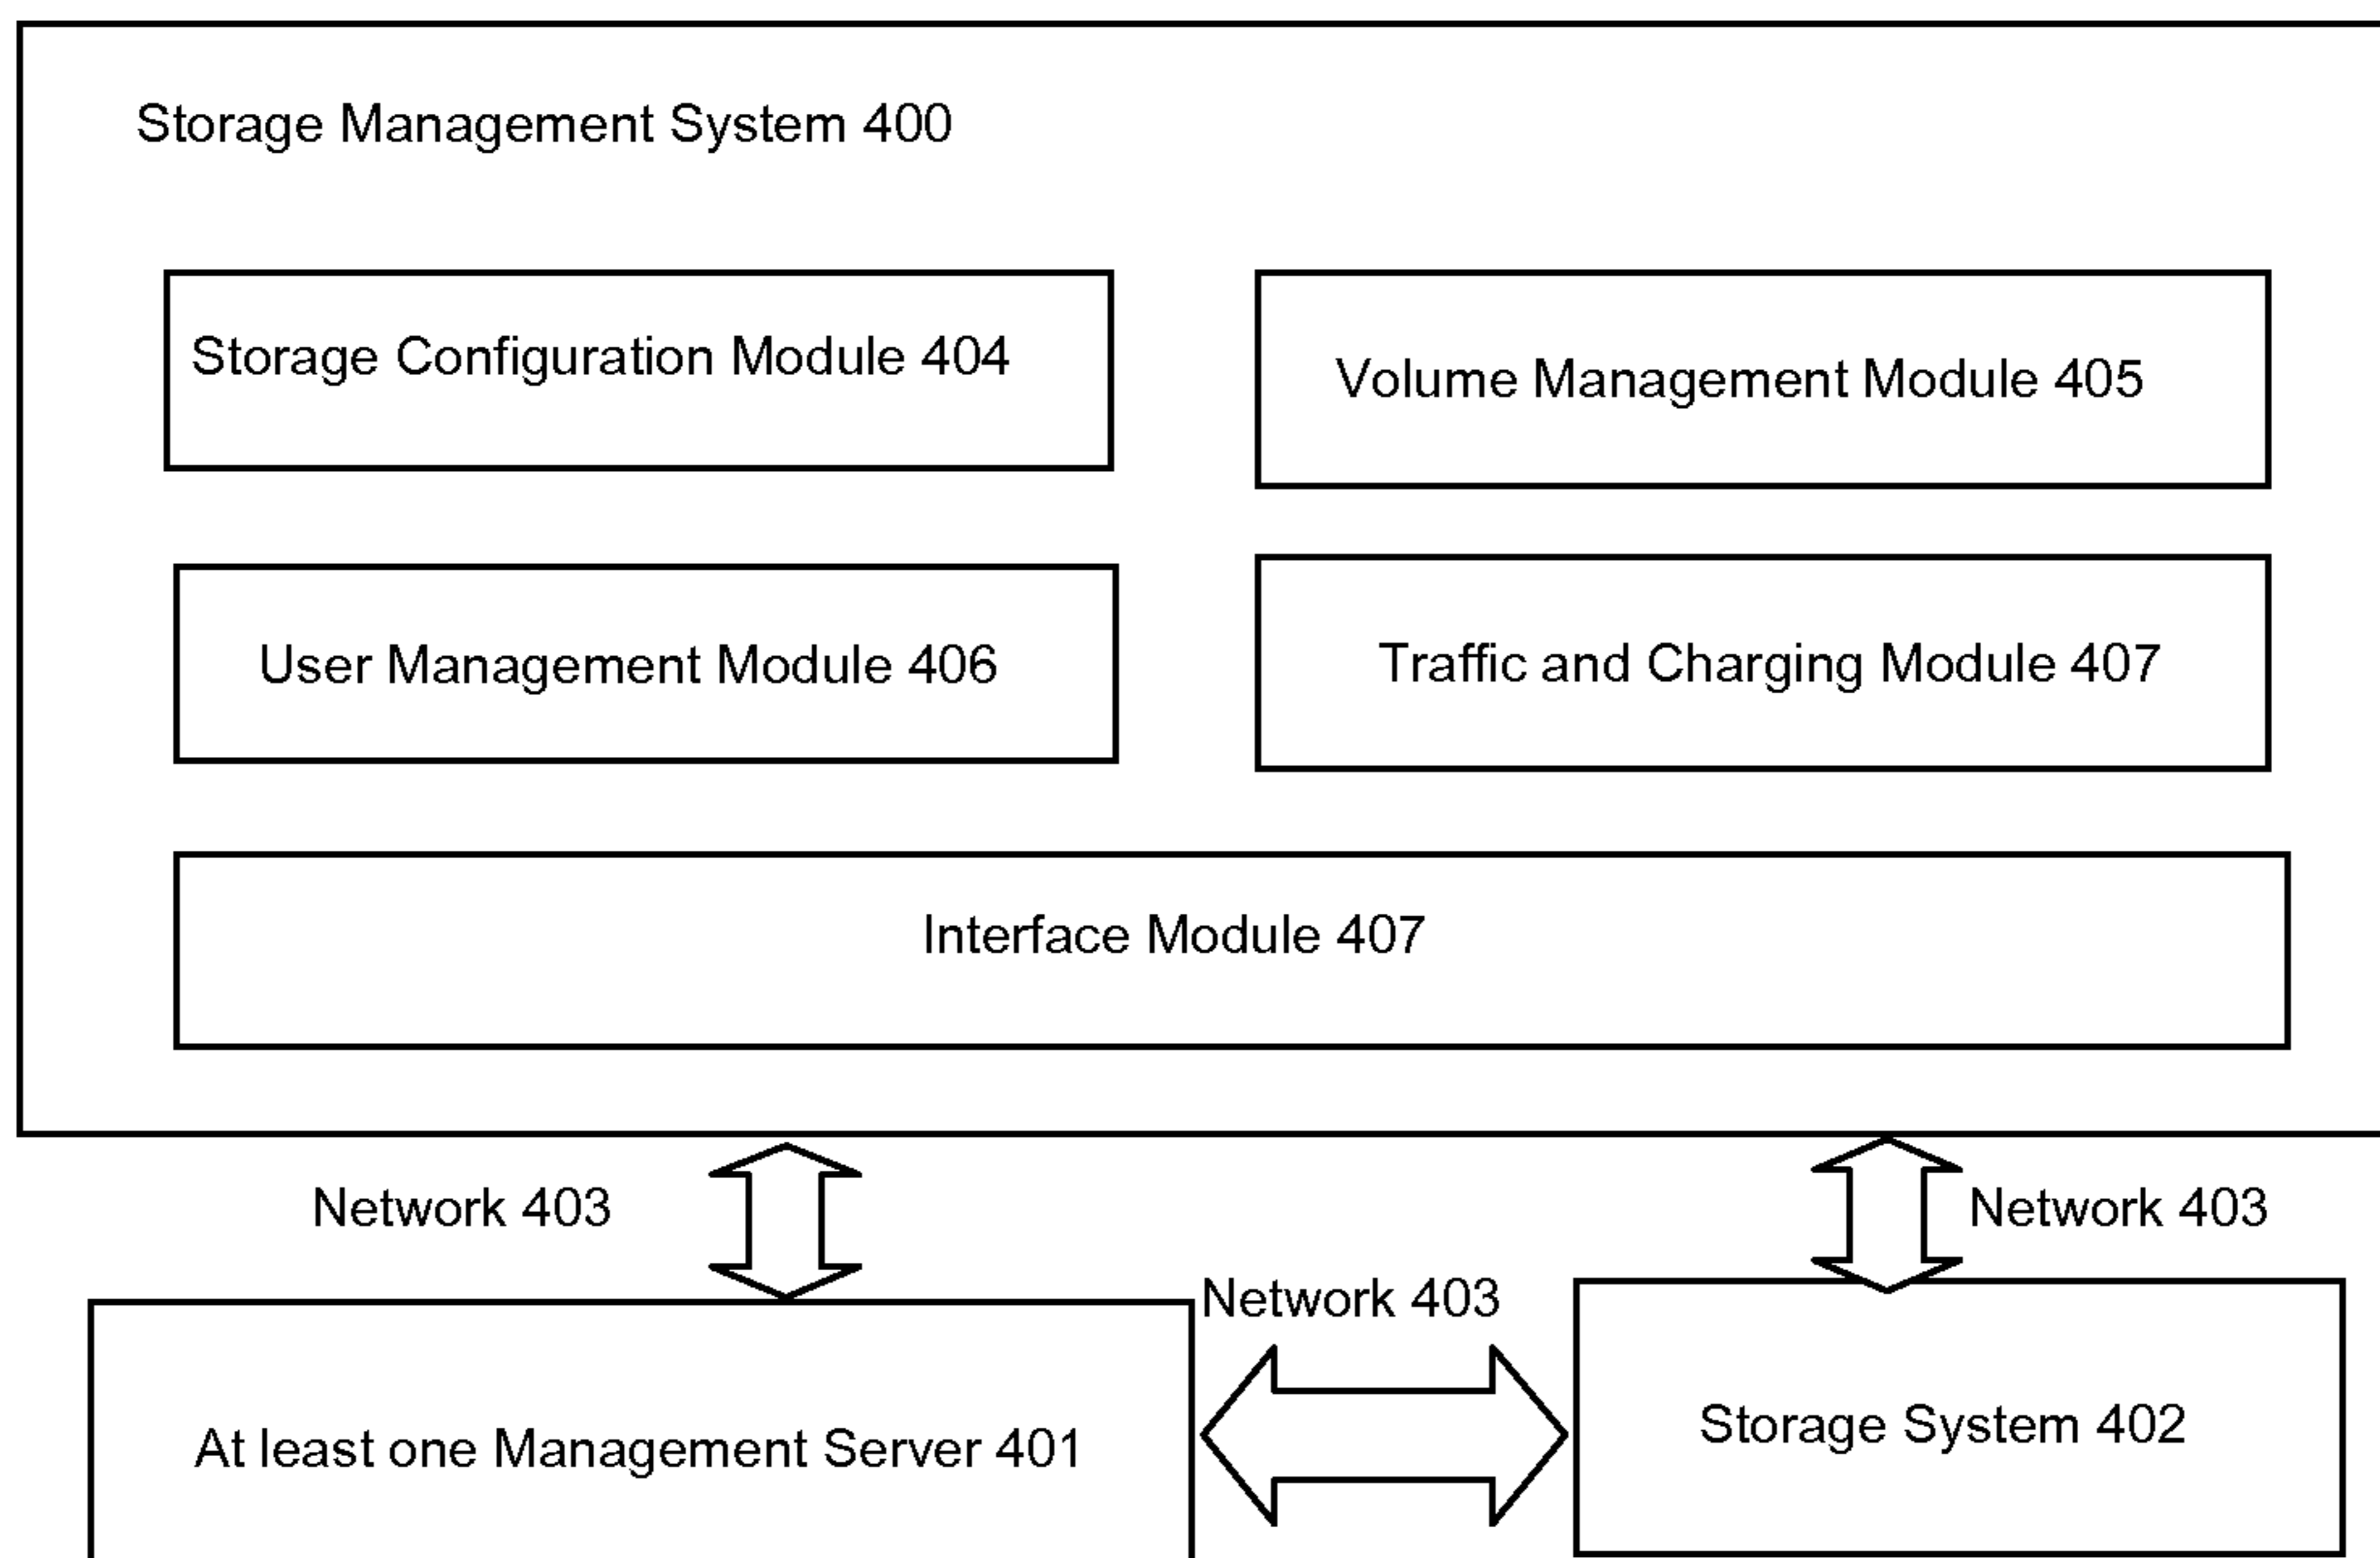 Storage Management System 400
Storage Configuration Module 404
Volume Management Module 405
User Management Module 406
Traffic and Charging Module 407
Interface Module 407
Network 403
Network 403
Network 403
At least one Management Server 401
Storage System 402